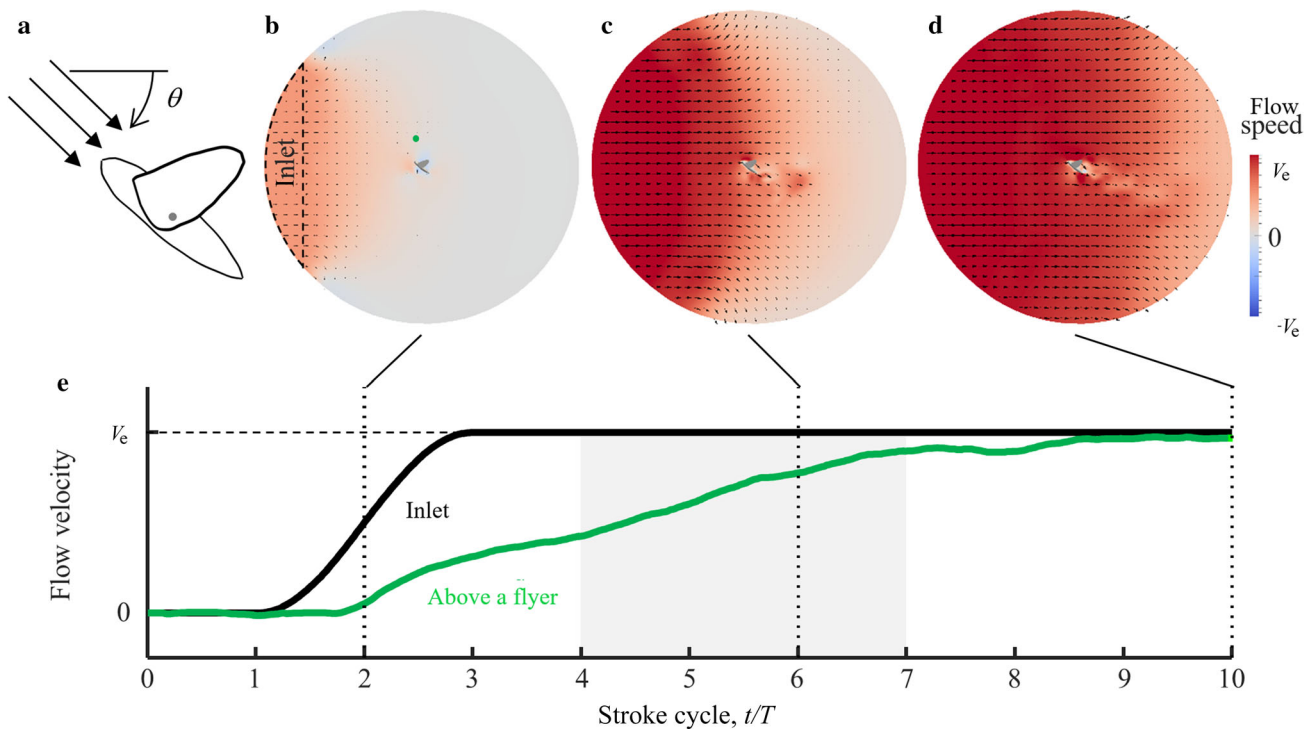 a
b
c
d
θ
Inlet
Flow
speed
Vₑ
0
-Vₑ
e
Vₑ
0
Flow velocity
Inlet
Above a flyer
0 1 2 3 4 5 6 7 8 9 10
Stroke cycle, t/T